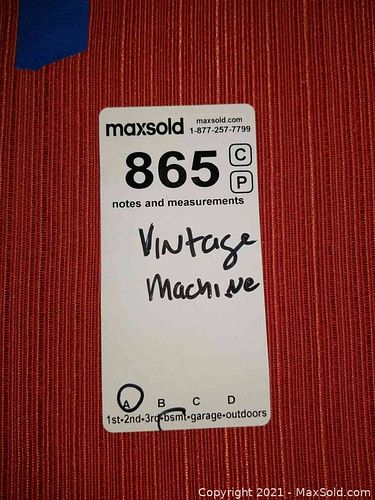 maxsold maxsold.com
1-877-257-7799
865 C
P
notes and measurements
Vintage
Machine
A B C D
1st-2nd-3rd-bsmt-garage-outdoors
Copyright 2021 - MaxSold.com